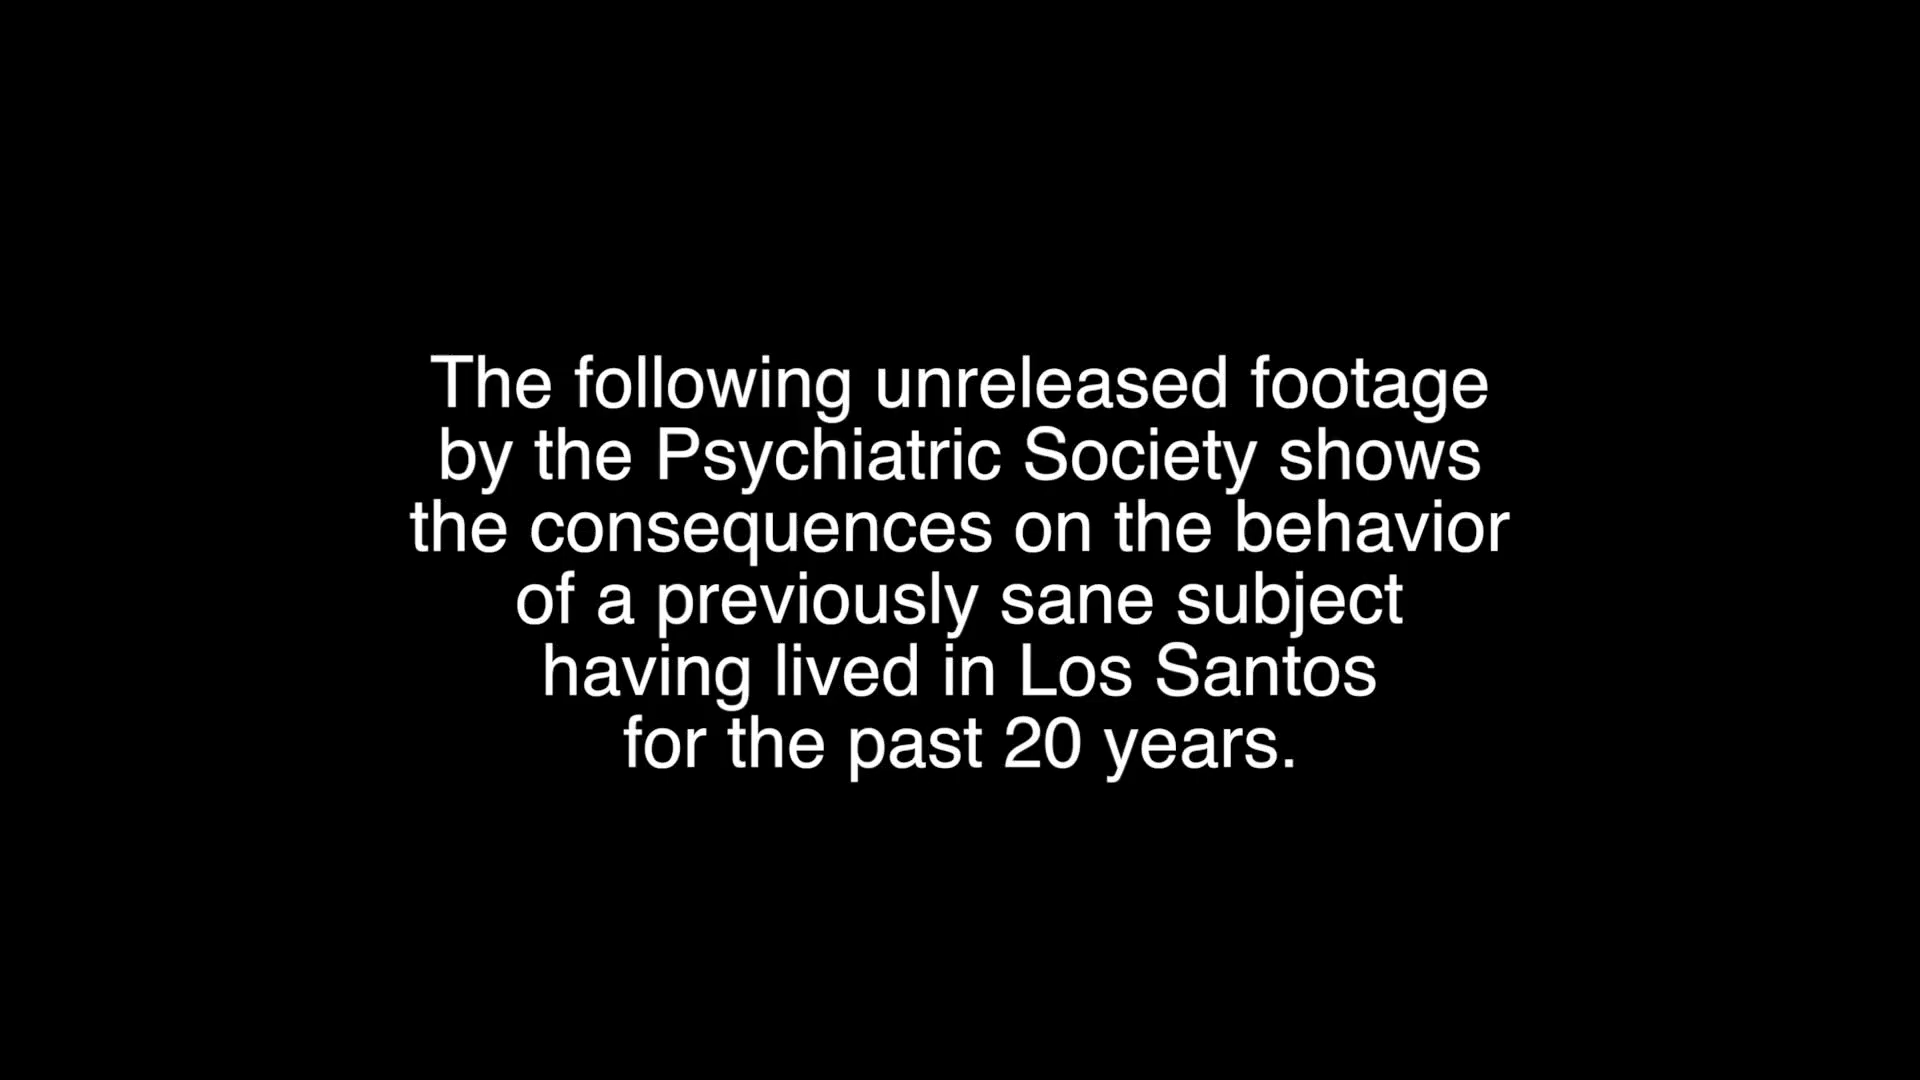 The following unreleased footage
by the Psychiatric Society shows
the consequences on the behavior
of a previously sane subject
having lived in Los Santos
for the past 20 years.